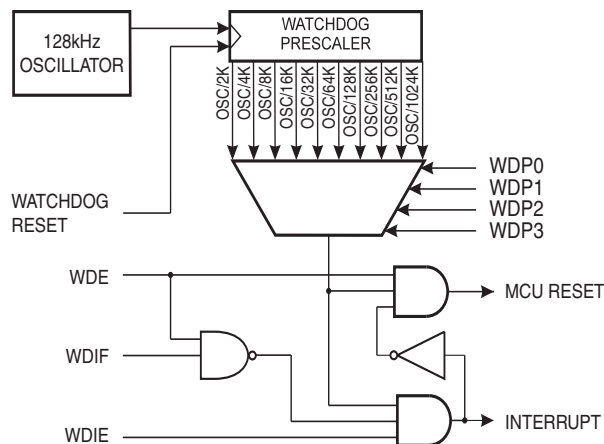 128kHz
OSCILLATOR
WATCHDOG
PRESCALER
OSC/2K
OSC/4K
OSC/8K
OSC/16K
OSC/32K
OSC/64K
OSC/128K
OSC/256K
OSC/512K
OSC/1024K
WATCHDOG
RESET
WDP0
WDP1
WDP2
WDP3
WDE
MCU RESET
WDIF
WDIE
INTERRUPT